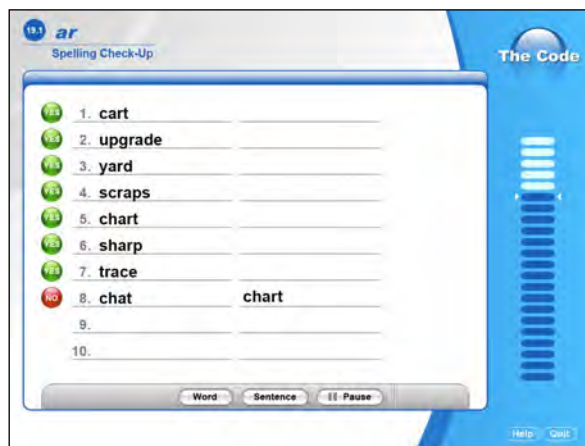 19.1 ar
Spelling Check-Up
The Code
YES 1. cart
YES 2. upgrade
YES 3. yard
YES 4. scraps
YES 5. chart
YES 6. sharp
YES 7. trace
NO 8. chat chart
9.
10.
Word Sentence Pause
Help Quit